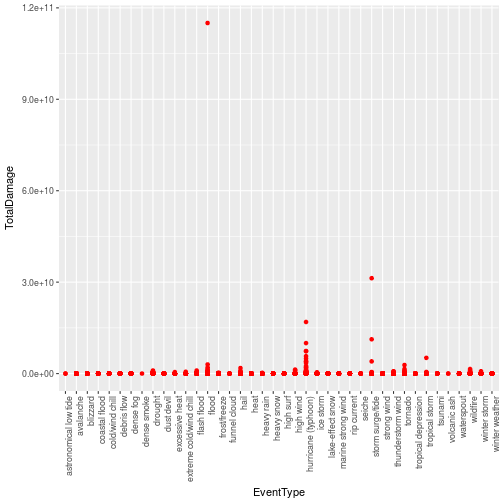 1.2e+11
9.0e+10
6.0e+10
3.0e+10
0.0e+00
TotalDamage
astronomical low tide
avalanche
blizzard
coastal flood
cold/wind chill
debris flow
dense fog
dense smoke
drought
dust devil
excessive heat
extreme cold/wind chill
flash flood
flood
frost/freeze
funnel cloud
hail
heat
heavy rain
heavy snow
high surf
high wind
hurricane (typhoon)
ice storm
lake-effect snow
marine strong wind
rip current
seiche
storm surge/tide
strong wind
thunderstorm wind
tornado
tropical depression
tropical storm
tsunami
volcanic ash
waterspout
wildfire
winter storm
winter weather
EventType